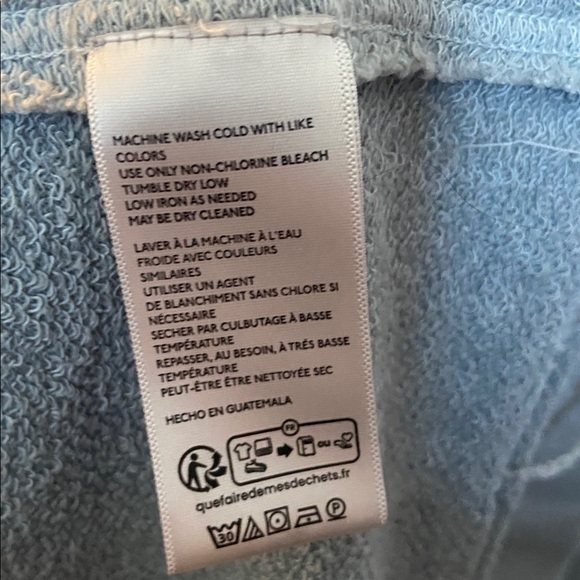 MACHINE WASH COLD WITH LIKE
COLORS
USE ONLY NON-CHLORINE BLEACH
TUMBLE DRY LOW
LOW IRON AS NEEDED
MAY BE DRY CLEANED
LAVER À LA MACHINE À L'EAU
FROIDE AVEC COULEURS
SIMILAIRES
UTILISER UN AGENT
DE BLANCHIMENT SANS CHLORE SI
NÉCESSAIRE
SECHER PAR CULBUTAGE À BASSE
TEMPÉRATURE
REPASSER, AU BESOIN, À TRÉS BASSE
TEMPÉRATURE
PEUT-ÊTRE ÊTRE NETTOYÉE SEC
HECHO EN GUATEMALA
FR
OU
quefairedemesdechets.fr
30 P